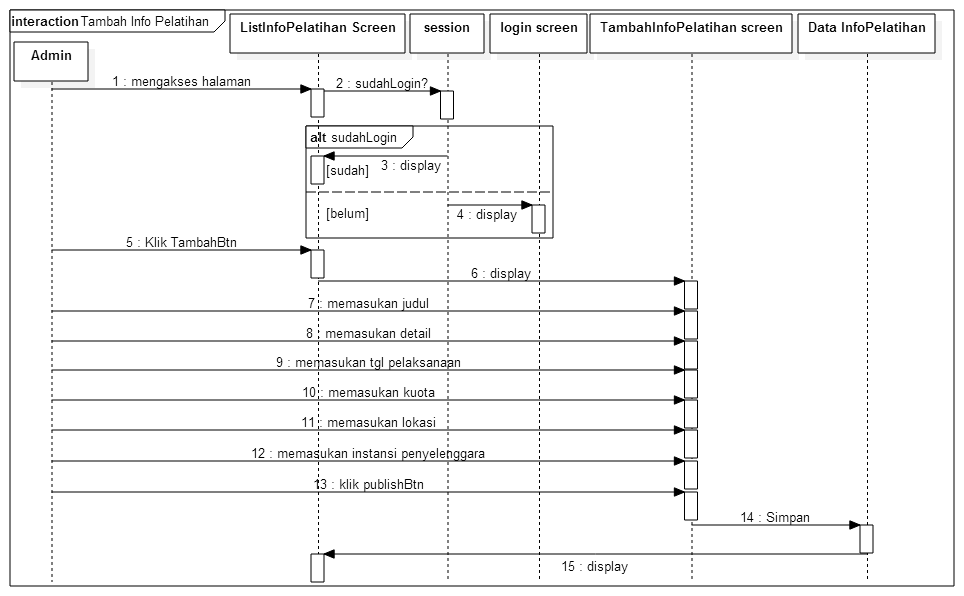 interaction Tambah Info Pelatihan
Admin
ListInfoPelatihan Screen
session
login screen
TambahInfoPelatihan screen
Data InfoPelatihan
1 : mengakses halaman
2 : sudahLogin?
alt sudahLogin
3 : display
[sudah]
[belum]
4 : display
5 : Klik TambahBtn
6 : display
7 : memasukan judul
8 : memasukan detail
9 : memasukan tgl pelaksanaan
10 : memasukan kuota
11 : memasukan lokasi
12 : memasukan instansi penyelenggara
13 : klik publishBtn
14 : Simpan
15 : display